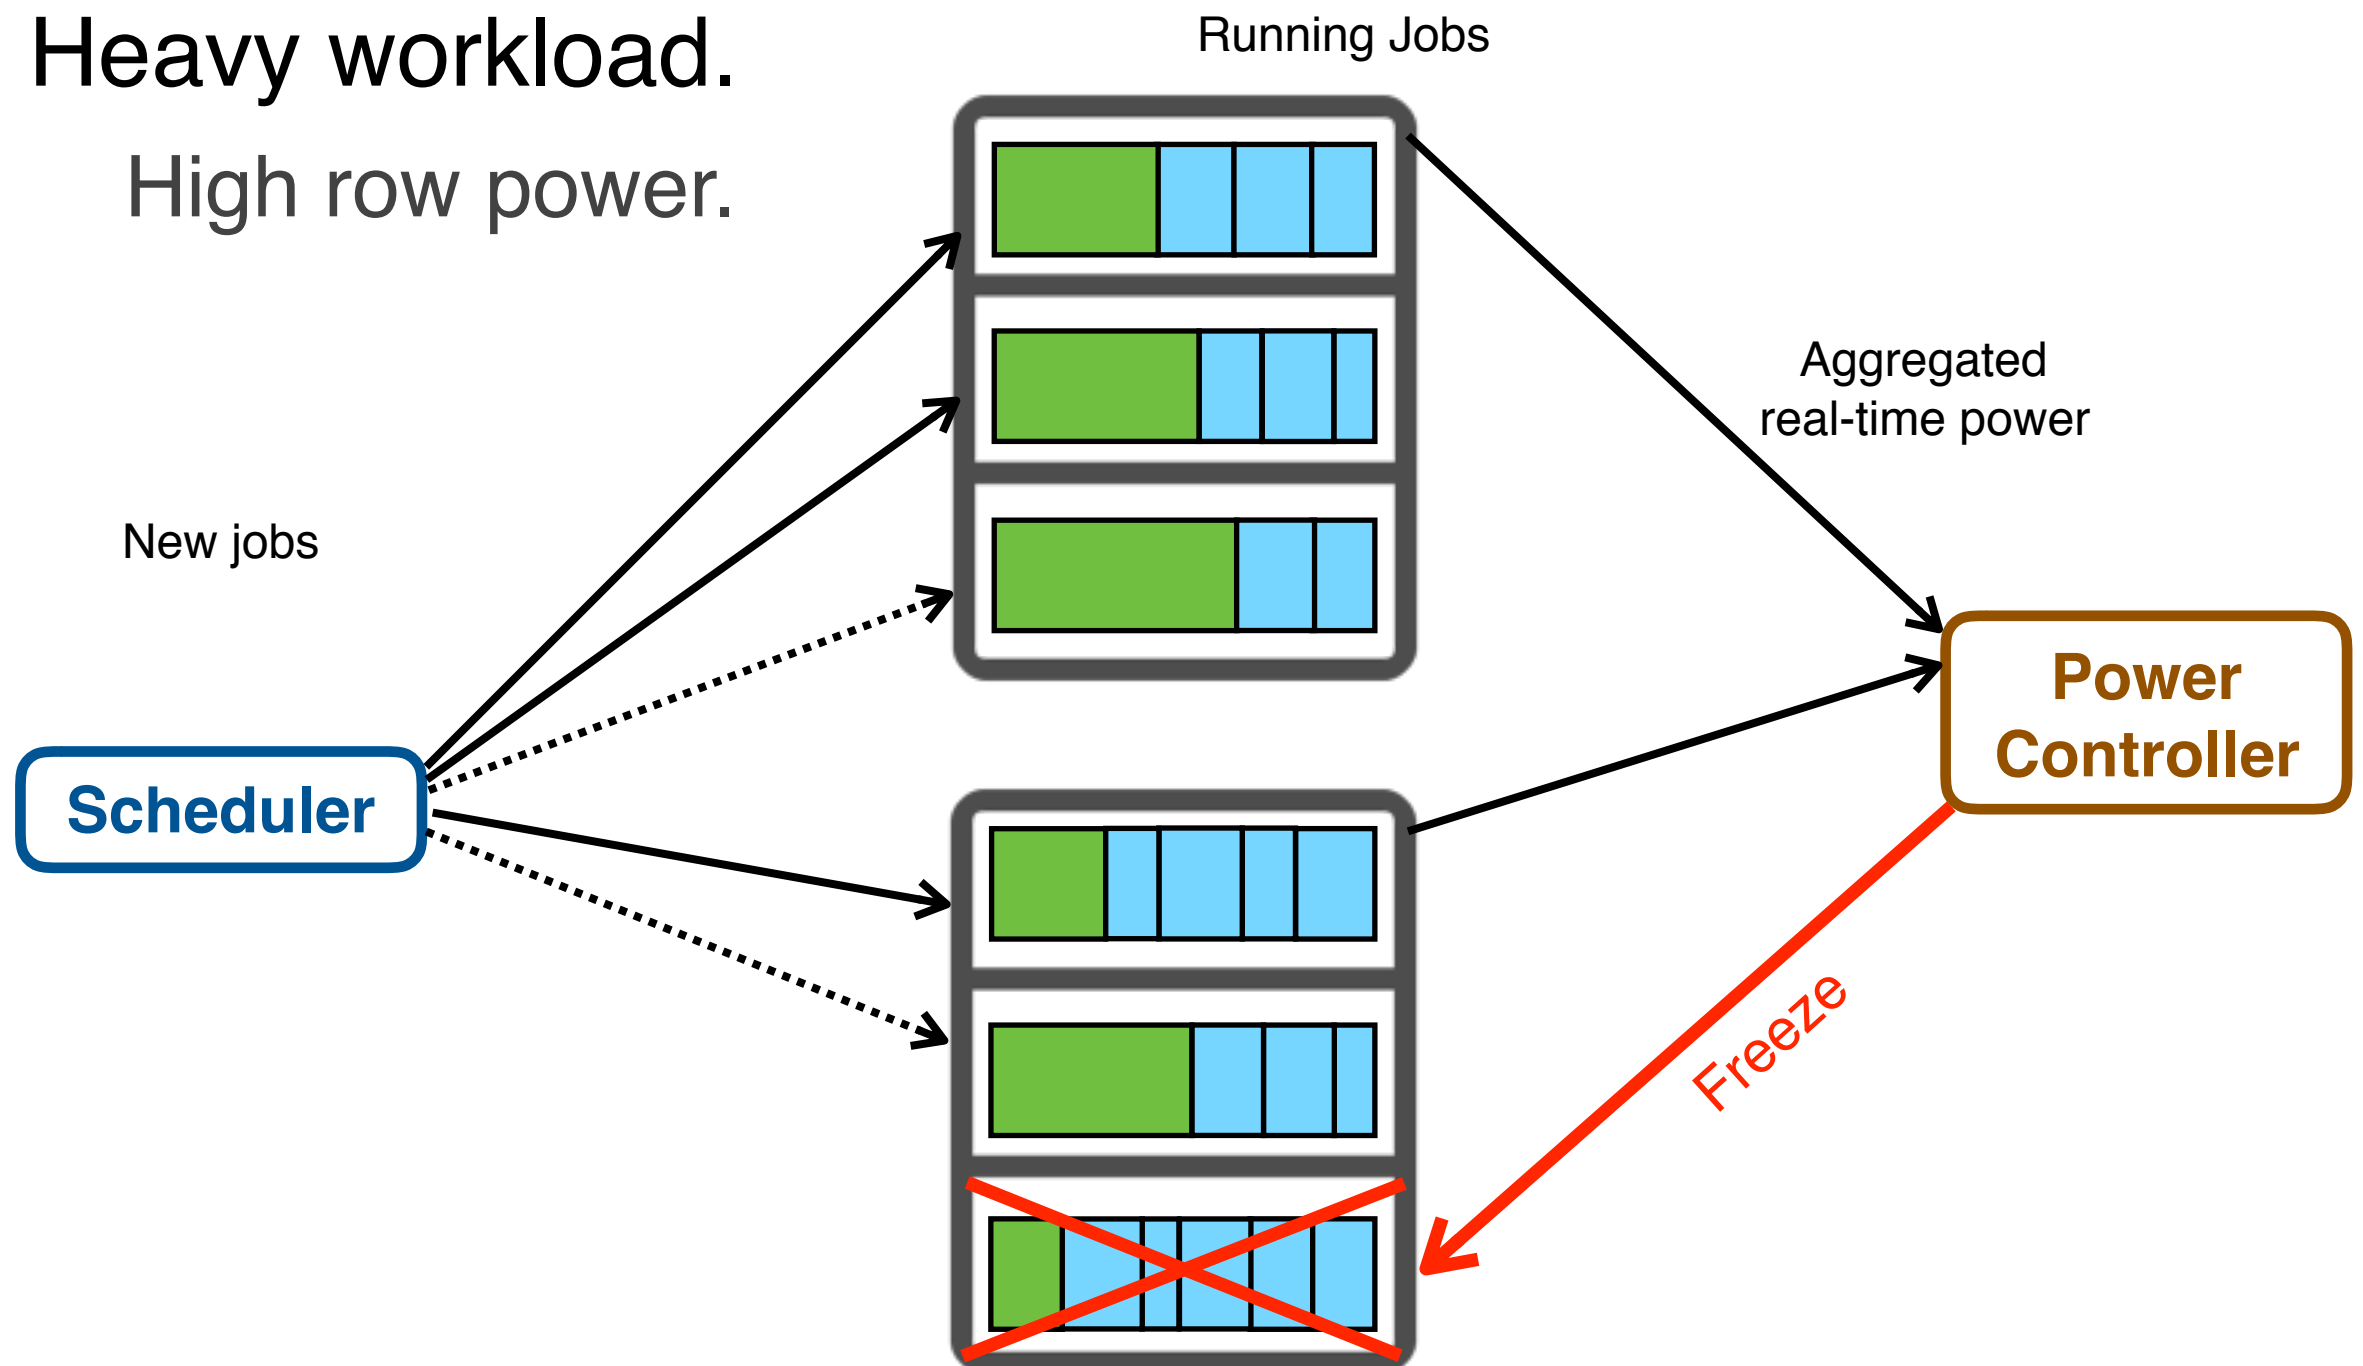 Heavy workload.
High row power.
Running Jobs
Aggregated
real-time power
New jobs
Scheduler
Power
Controller
Freeze